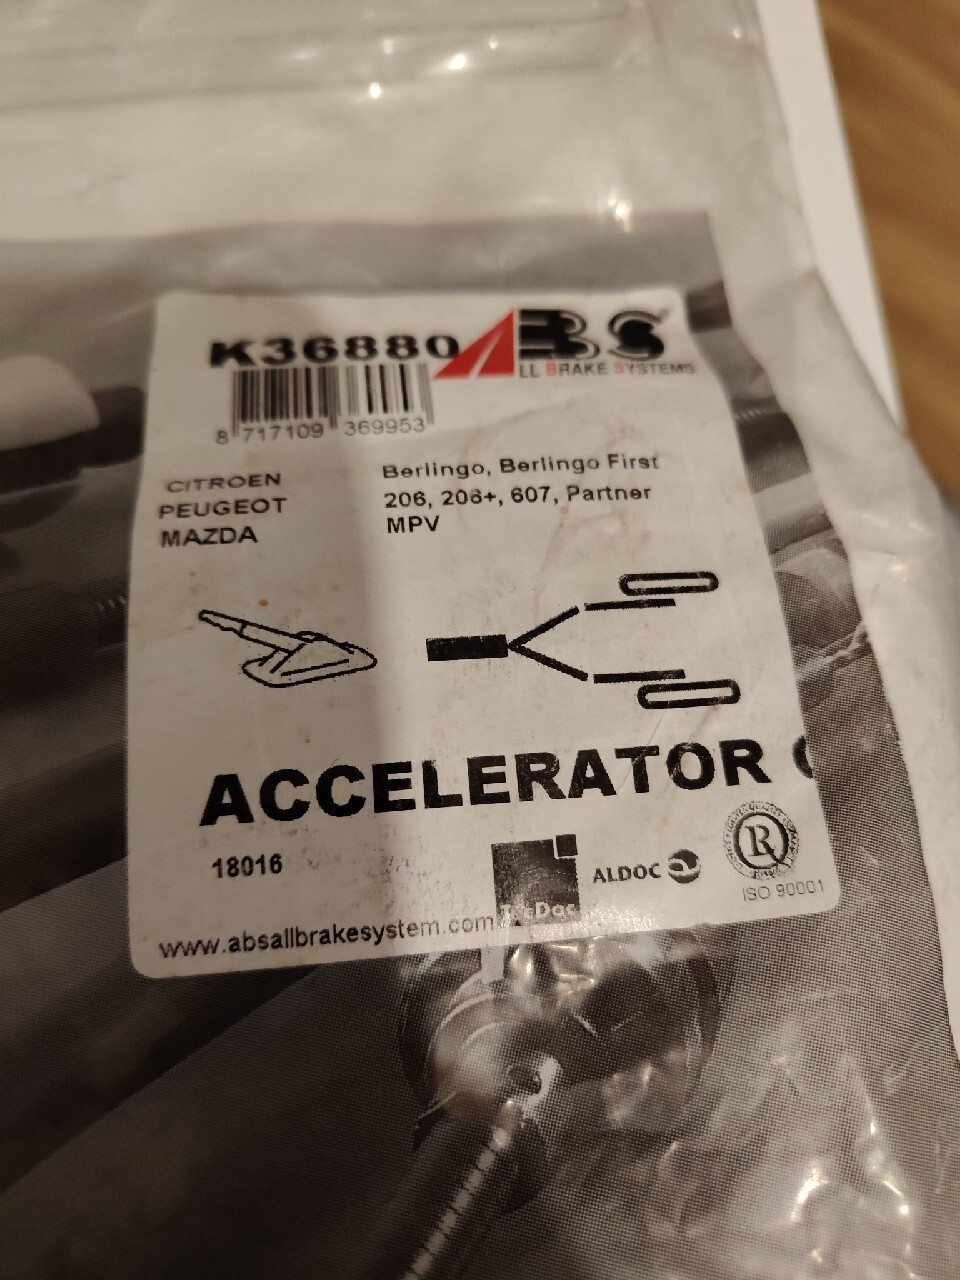 K36880 ABS
ALL BRAKE SYSTEMS
8 717109 369953
CITROEN Berlingo, Berlingo First
PEUGEOT 206, 206+, 607, Partner
MAZDA MPV
ACCELERATOR C
18016
TecDoc
ALDOC
R
ISO 90001
www.absallbrakesystem.com